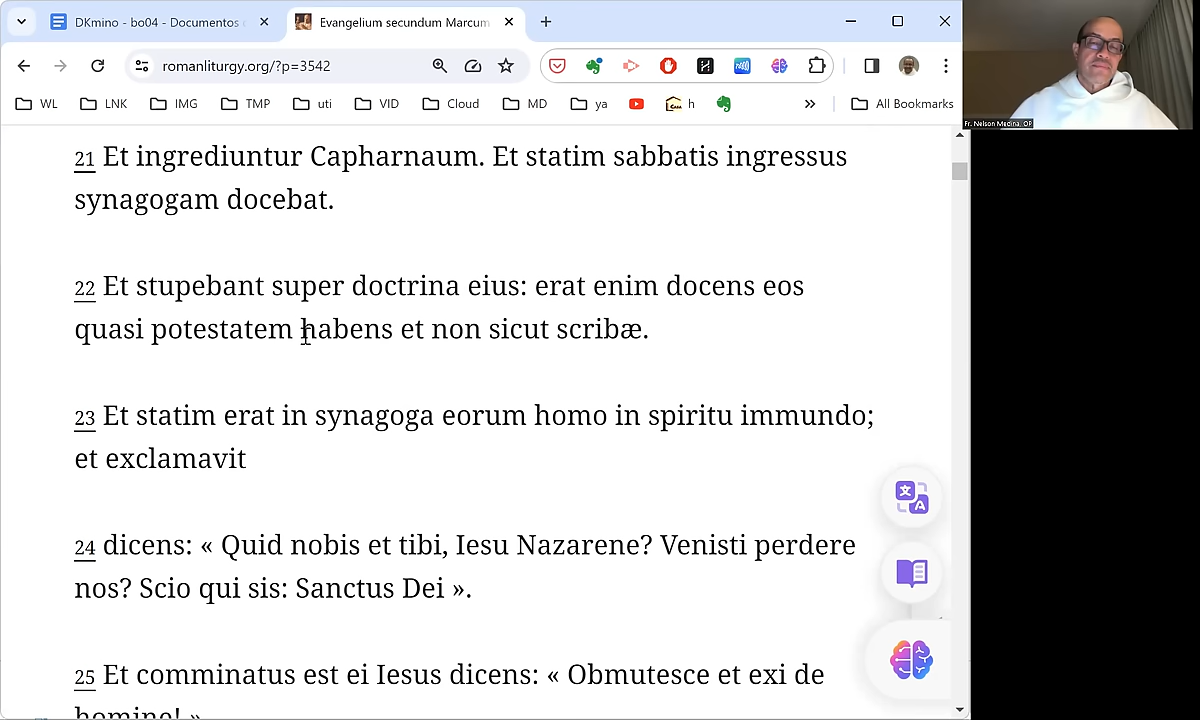 DKmino - bo04 - Documentos
Evangelium secundum Marcum
romanliturgy.org/?p=3542
WL
LNK
IMG
TMP
uti
VID
Cloud
MD
ya
h
All Bookmarks
Fr. Nelson Medina, OP
21 Et ingrediuntur Capharnaum. Et statim sabbatis ingressus
synagogam docebat.
22 Et stupebant super doctrina eius: erat enim docens eos
quasi potestatem habens et non sicut scribæ.
23 Et statim erat in synagoga eorum homo in spiritu immundo;
et exclamavit
24 dicens: « Quid nobis et tibi, Iesu Nazarene? Venisti perdere
nos? Scio qui sis: Sanctus Dei ».
25 Et comminatus est ei Iesus dicens: « Obmutesce et exi de
homine! »